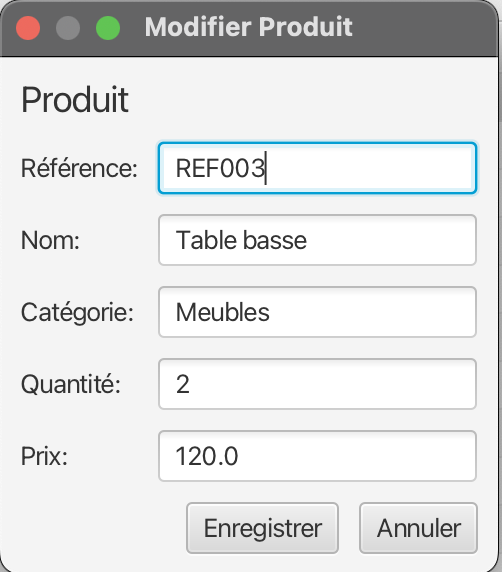 Modifier Produit
Produit
Référence: REF003
Nom: Table basse
Catégorie: Meubles
Quantité: 2
Prix: 120.0
Enregistrer Annuler